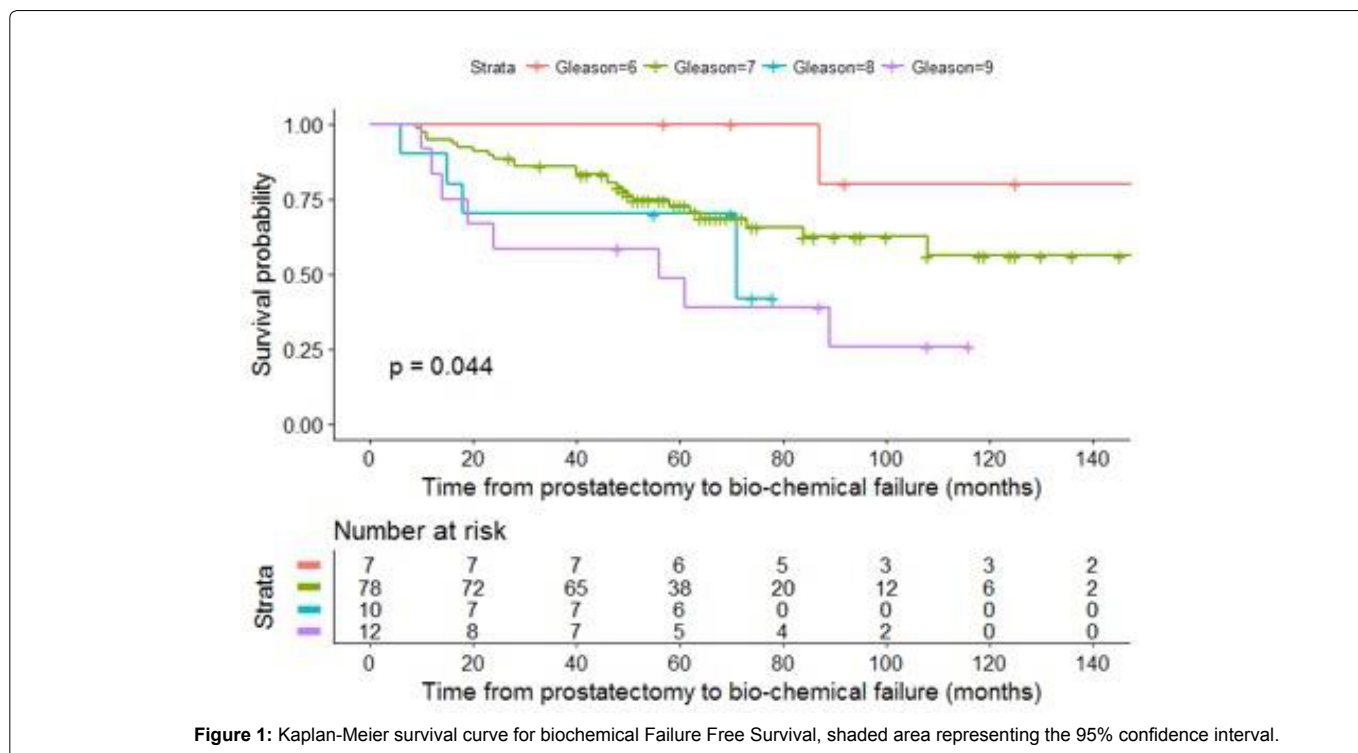 Strata Gleason=6 Gleason=7 Gleason=8 Gleason=9
1.00
0.75
0.50
0.25
0.00
Survival probability
p = 0.044
0 20 40 60 80 100 120 140
Time from prostatectomy to bio-chemical failure (months)
Number at risk
Strata
7 7 7 6 5 3 3 2
78 72 65 38 20 12 6 2
10 7 7 6 0 0 0 0
12 8 7 5 4 2 0 0
0 20 40 60 80 100 120 140
Time from prostatectomy to bio-chemical failure (months)
Figure 1: Kaplan-Meier survival curve for biochemical Failure Free Survival, shaded area representing the 95% confidence interval.